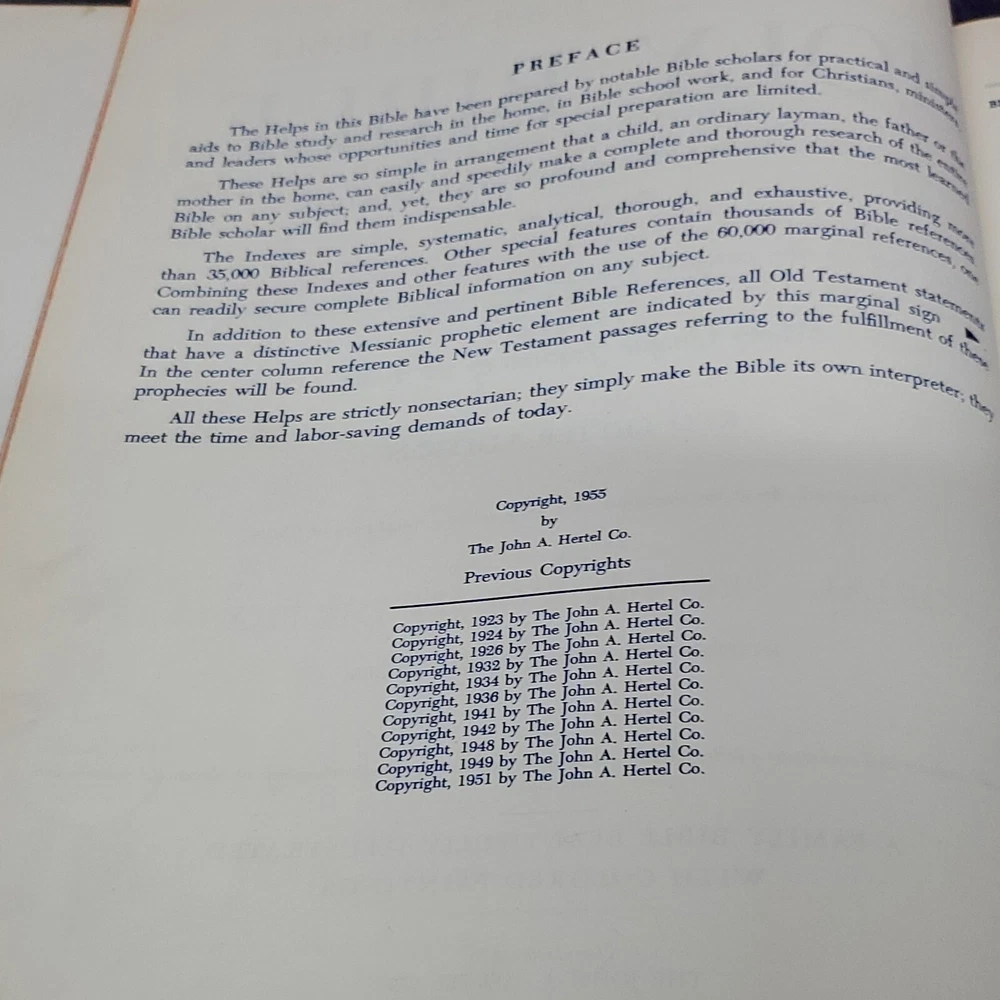 PREFACE
The Helps in this Bible have been prepared by notable Bible scholars for practical and simple
aids to Bible study and research in the home, in Bible school work, and for Christians, ministers
and leaders whose opportunities and time for special preparation are limited.
These Helps are so simple in arrangement that a child, an ordinary layman, the father or the
mother in the home, can easily and speedily make a complete and thorough research of the entire
Bible on any subject; and, yet, they are so profound and comprehensive that the most learned
Bible scholar will find them indispensable.
The Indexes are simple, systematic, analytical, thorough, and exhaustive, providing more
than 35,000 Biblical references. Other special features contain thousands of Bible references
Combining these Indexes and other features with the use of the 60,000 marginal references, one
can readily secure complete Biblical information on any subject.
In addition to these extensive and pertinent Bible References, all Old Testament statements
that have a distinctive Messianic prophetic element are indicated by this marginal sign
In the center column reference the New Testament passages referring to the fulfillment of these
prophecies will be found.
All these Helps are strictly nonsectarian; they simply make the Bible its own interpreter; they
meet the time and labor-saving demands of today.
Copyright, 1955
by
The John A. Hertel Co.
Previous Copyrights
Copyright, 1923 by The John A. Hertel Co.
Copyright, 1924 by The John A. Hertel Co.
Copyright, 1926 by The John A. Hertel Co.
Copyright, 1932 by The John A. Hertel Co.
Copyright, 1934 by The John A. Hertel Co.
Copyright, 1936 by The John A. Hertel Co.
Copyright, 1941 by The John A. Hertel Co.
Copyright, 1942 by The John A. Hertel Co.
Copyright, 1948 by The John A. Hertel Co.
Copyright, 1949 by The John A. Hertel Co.
Copyright, 1951 by The John A. Hertel Co.